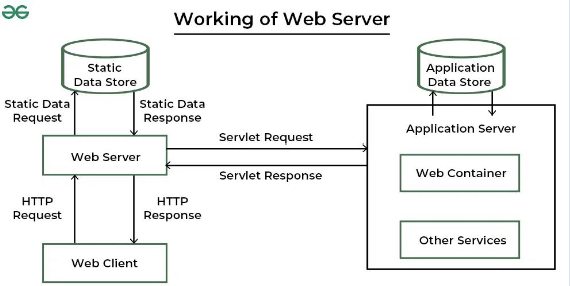 Working of Web Server
Static
Data Store
Application
Data Store
Static Data
Request
Static Data
Response
Application Server
Servlet Request
Web Server
Web Container
Servlet Response
HTTP
Request
HTTP
Response
Other Services
Web Client